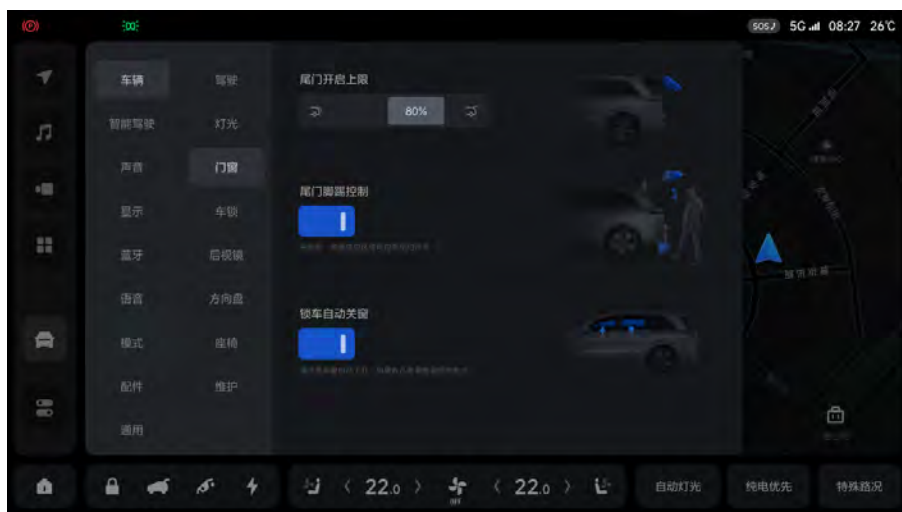 SOS 5G 08:27 26℃
车辆 驾驶
智能驾驶 灯光
声音 门窗
显示 车锁
蓝牙 后视镜
语音 方向盘
模式 座椅
配件 维护
通用
尾门开启上限
80%
尾门脚踢控制
锁车自动关窗
22.0 OFF 22.0
自动灯光 纯电优先 特殊路况